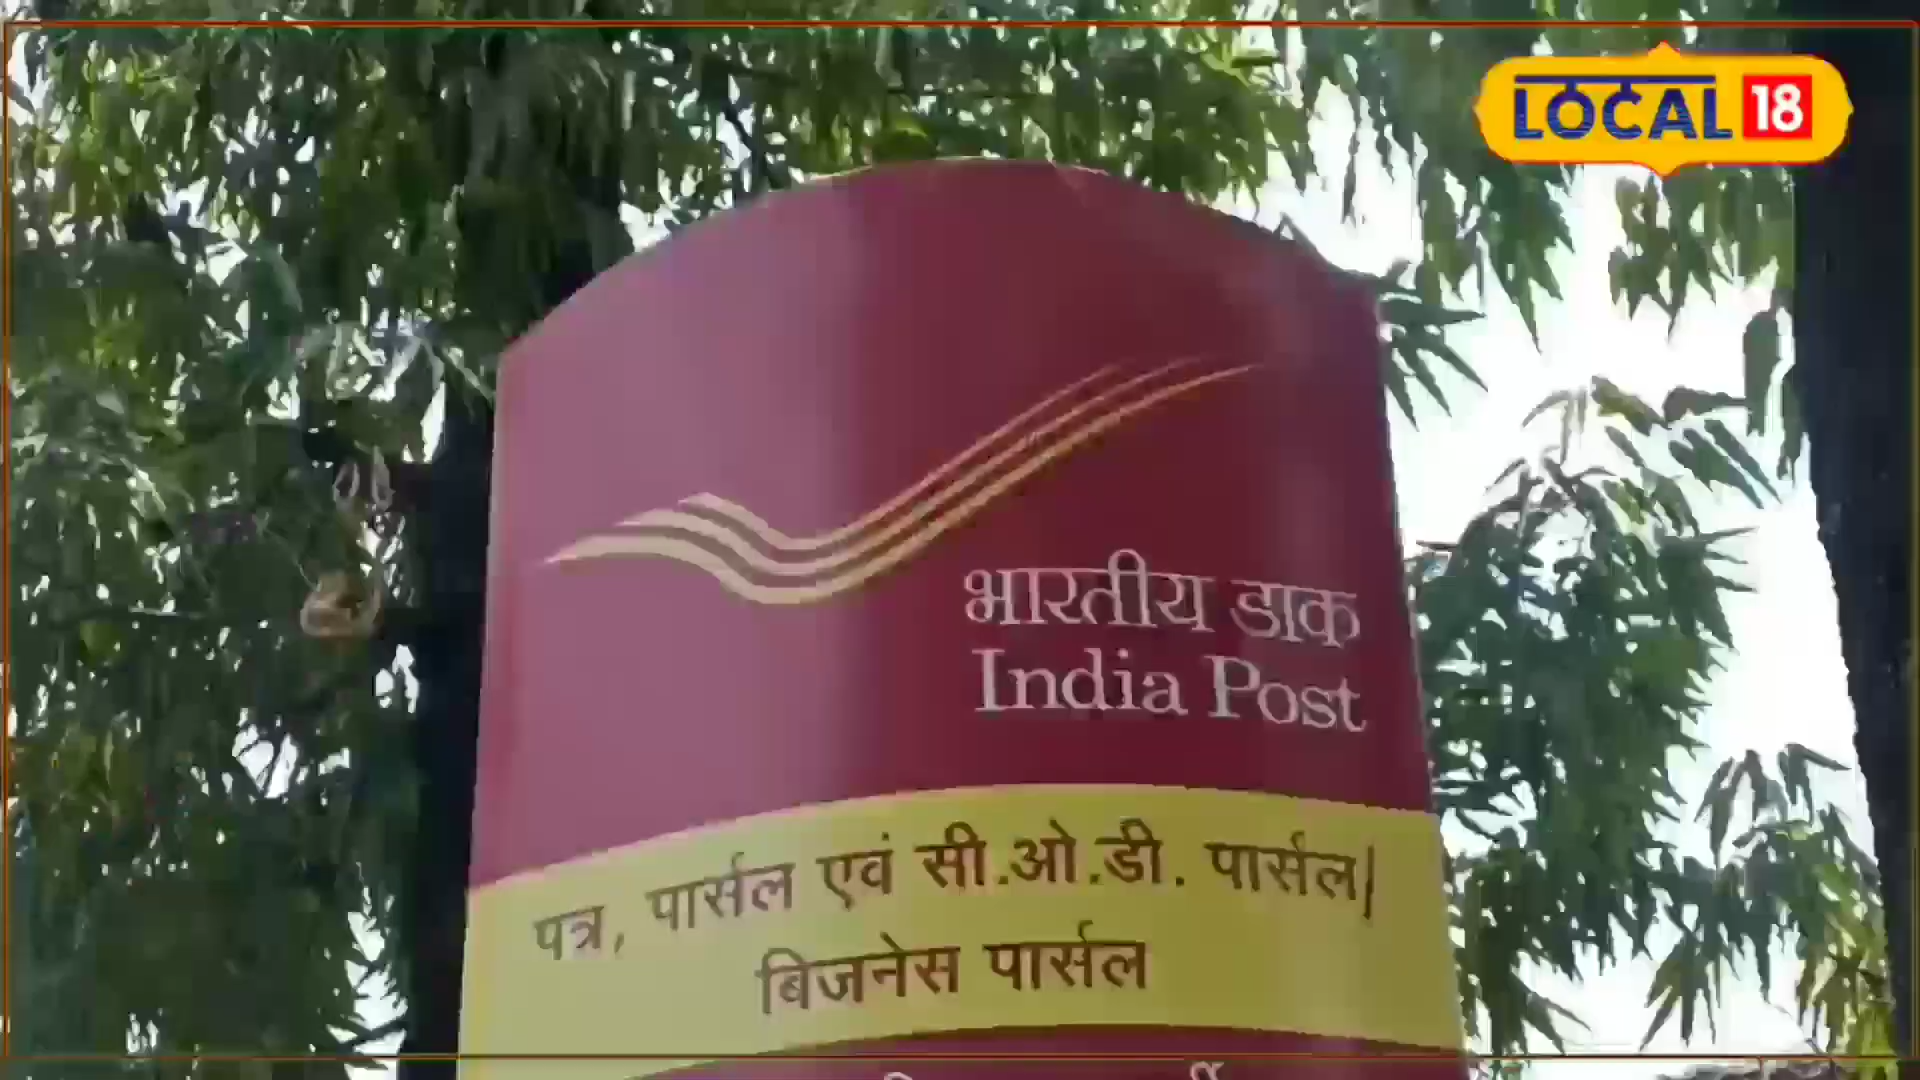 LOCAL 18
भारतीय डाक
India Post
पत्र, पार्सल एवं सी.ओ.डी. पार्सल|
बिजनेस पार्सल